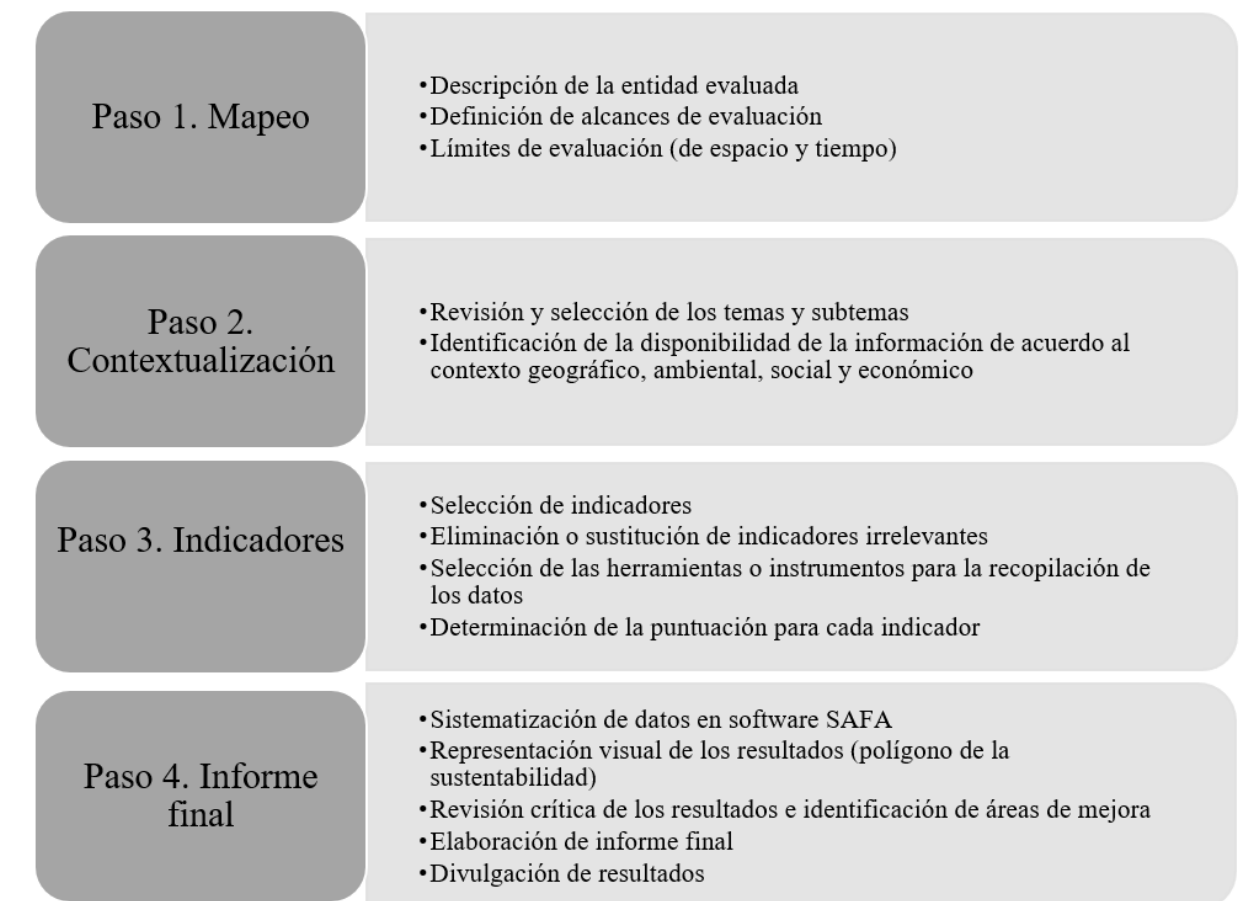 Paso 1. Mapeo
•Descripción de la entidad evaluada
•Definición de alcances de evaluación
•Límites de evaluación (de espacio y tiempo)
Paso 2.
Contextualización
•Revisión y selección de los temas y subtemas
•Identificación de la disponibilidad de la información de acuerdo al
contexto geográfico, ambiental, social y económico
Paso 3. Indicadores
•Selección de indicadores
•Eliminación o sustitución de indicadores irrelevantes
•Selección de las herramientas o instrumentos para la recopilación de
los datos
•Determinación de la puntuación para cada indicador
Paso 4. Informe
final
•Sistematización de datos en software SAFA
•Representación visual de los resultados (polígono de la
sustentabilidad)
•Revisión crítica de los resultados e identificación de áreas de mejora
•Elaboración de informe final
•Divulgación de resultados